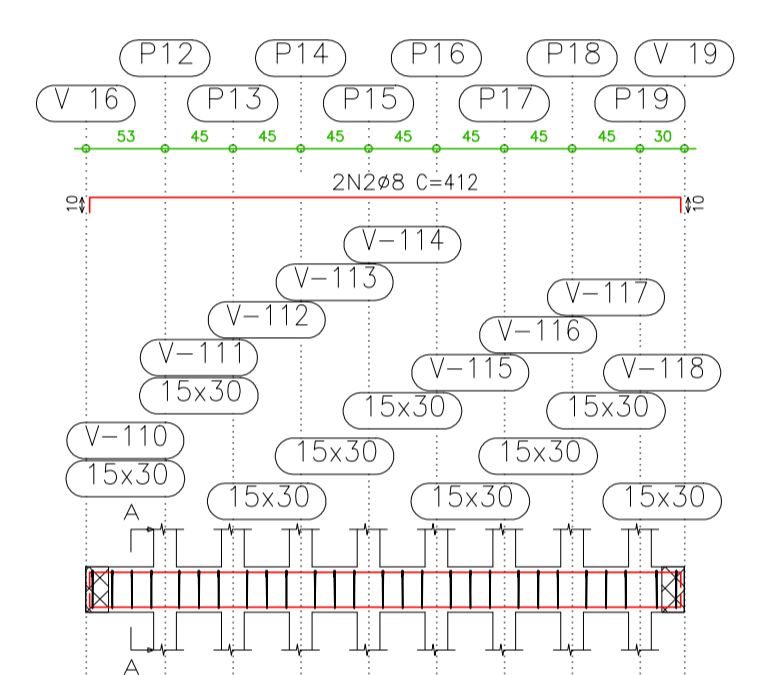 P12 P14 P16 P18 V 19
V 16 P13 P15 P17 P19
53 45 45 45 45 45 45 45 30
2N2ø8 C=412
10 10
V-114
V-113
V-117
V-112
V-116
V-111
V-115 V-118
15x30
15x30 15x30
V-110
15x30 15x30
15x30
15x30 15x30 15x30
A
A